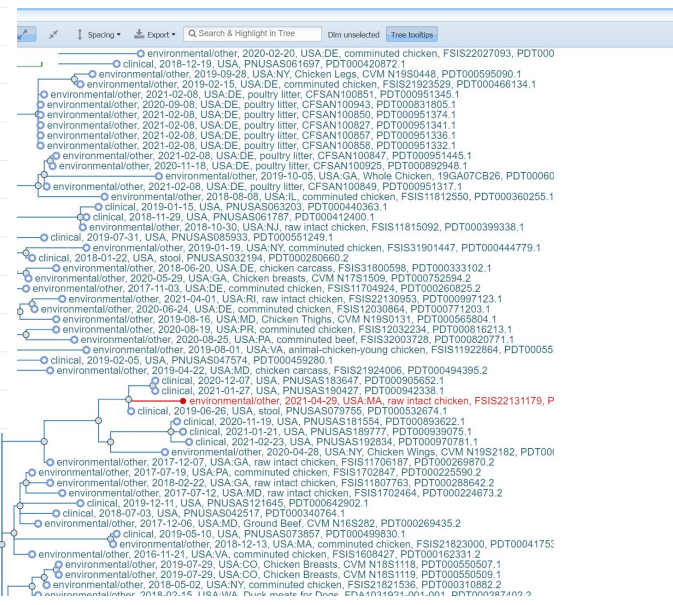 Spacing
Export
Search & Highlight in Tree
Dim unselected
Tree tooltips
environmental/other, 2020-02-20, USA:DE, comminuted chicken, FSIS22027093, PDT000
clinical, 2018-12-19, USA, PNUSAS061697, PDT000420872.1
environmental/other, 2019-09-28, USA:NY, Chicken Legs, CVM N19S0448, PDT000595090.1
environmental/other, 2019-02-15, USA:DE, comminuted chicken, FSIS21923529, PDT000466134.1
environmental/other, 2021-02-08, USA:DE, poultry litter, CFSAN100851, PDT000951345.1
environmental/other, 2020-09-08, USA:DE, poultry litter, CFSAN100943, PDT000831805.1
environmental/other, 2021-02-08, USA:DE, poultry litter, CFSAN100850, PDT000951374.1
environmental/other, 2021-02-08, USA:DE, poultry litter, CFSAN100827, PDT000951341.1
environmental/other, 2021-02-08, USA:DE, poultry litter, CFSAN100857, PDT000951336.1
environmental/other, 2021-02-08, USA:DE, poultry litter, CFSAN100858, PDT000951332.1
environmental/other, 2021-02-08, USA:DE, poultry litter, CFSAN100847, PDT000951445.1
environmental/other, 2020-11-18, USA:DE, poultry litter, CFSAN100925, PDT000892948.1
environmental/other, 2019-10-05, USA:GA, Whole Chicken, 19GA07CB26, PDT00060
environmental/other, 2021-02-08, USA:DE, poultry litter, CFSAN100849, PDT000951317.1
environmental/other, 2018-08-08, USA:IL, comminuted chicken, FSIS11812550, PDT000360255.1
clinical, 2019-01-15, USA, PNUSAS063203, PDT000440363.1
clinical, 2018-11-29, USA, PNUSAS061787, PDT000412400.1
environmental/other, 2018-10-30, USA:NJ, raw intact chicken, FSIS11815092, PDT000399338.1
clinical, 2019-07-31, USA, PNUSAS085933, PDT000551249.1
environmental/other, 2019-01-19, USA:NY, comminuted chicken, FSIS31901447, PDT000444779.1
clinical, 2018-01-22, USA, stool, PNUSAS032194, PDT000280660.2
environmental/other, 2018-06-20, USA:DE, chicken carcass, FSIS31800598, PDT000333102.1
environmental/other, 2020-05-29, USA:GA, Chicken breasts, CVM N17S1509, PDT000752594.2
environmental/other, 2017-11-03, USA:DE, comminuted chicken, FSIS11704924, PDT000260825.2
environmental/other, 2021-04-01, USA:RI, raw intact chicken, FSIS22130953, PDT000997123.1
environmental/other, 2020-06-24, USA:DE, comminuted chicken, FSIS12030864, PDT000771203.1
environmental/other, 2019-08-16, USA:MD, Chicken Thighs, CVM N19S0131, PDT000565804.1
environmental/other, 2020-08-19, USA:PR, comminuted chicken, FSIS12032234, PDT000816213.1
environmental/other, 2020-08-25, USA:PA, comminuted beef, FSIS32003728, PDT000820771.1
environmental/other, 2019-08-01, USA:VA, animal-chicken-young chicken, FSIS11922864, PDT00055
clinical, 2019-02-05, USA, PNUSAS047574, PDT000459280.1
environmental/other, 2019-04-22, USA:MD, chicken carcass, FSIS21924006, PDT000494395.2
clinical, 2020-12-07, USA, PNUSAS183647, PDT000905652.1
clinical, 2021-01-27, USA, PNUSAS190427, PDT000942338.1
environmental/other, 2021-04-29, USA:MA, raw intact chicken, FSIS22131179, P
clinical, 2019-06-26, USA, stool, PNUSAS079755, PDT000532674.1
clinical, 2020-11-19, USA, PNUSAS181554, PDT000893622.1
clinical, 2021-01-21, USA, PNUSAS189777, PDT000939075.1
clinical, 2021-02-23, USA, PNUSAS192834, PDT000970781.1
environmental/other, 2020-04-28, USA:NY, Chicken Wings, CVM N19S2182, PDT000
environmental/other, 2017-12-07, USA:GA, raw intact chicken, FSIS11706187, PDT000269870.2
environmental/other, 2017-07-19, USA:PA, comminuted chicken, FSIS1702847, PDT000225590.2
environmental/other, 2018-02-22, USA:GA, raw intact chicken, FSIS11807763, PDT000288642.2
environmental/other, 2017-07-12, USA:MD, raw intact chicken, FSIS1702464, PDT000224673.2
clinical, 2019-12-11, USA, PNUSAS121645, PDT000642902.1
clinical, 2018-07-03, USA, PNUSAS042517, PDT000340764.1
environmental/other, 2017-12-06, USA:MD, Ground Beef, CVM N16S282, PDT000269435.2
clinical, 2019-05-10, USA, PNUSAS073857, PDT000499830.1
environmental/other, 2018-12-13, USA:MA, comminuted chicken, FSIS21823000, PDT00041753
environmental/other, 2016-11-21, USA:VA, comminuted chicken, FSIS1608427, PDT000162331.2
environmental/other, 2019-07-29, USA:CO, Chicken Breasts, CVM N18S1118, PDT000550507.1
environmental/other, 2019-07-29, USA:CO, Chicken Breasts, CVM N18S1119, PDT000550509.1
environmental/other, 2018-05-02, USA:NY, comminuted chicken, FSIS21821536, PDT000310882.2
environmental/other, 2018-02-15, USA:WA, Duck meats for Dogs, FDA1031921-001-001, PDT000287402.2